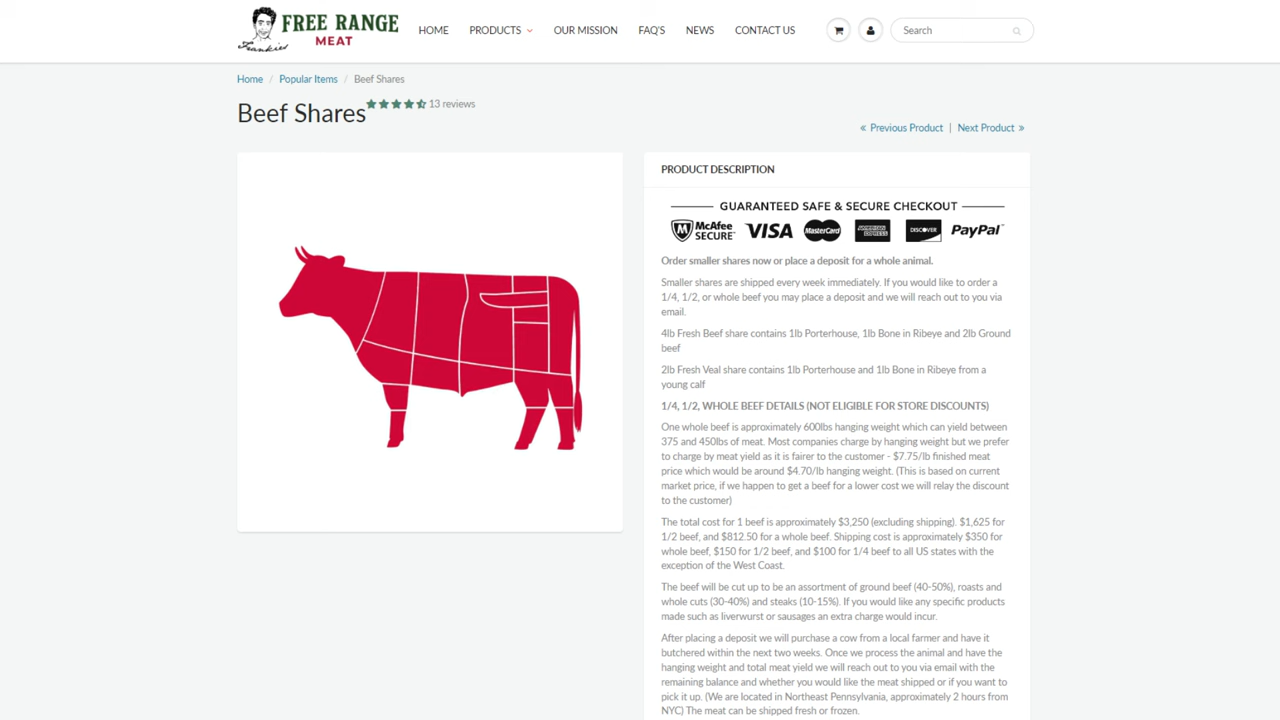 FREE RANGE
MEAT
Frankies
HOME
PRODUCTS
OUR MISSION
FAQ'S
NEWS
CONTACT US
Search
Home / Popular Items / Beef Shares
Beef Shares
13 reviews
« Previous Product | Next Product »
PRODUCT DESCRIPTION
GUARANTEED SAFE & SECURE CHECKOUT
McAfee SECURE VISA MasterCard AMERICAN EXPRESS DISCOVER PayPal
Order smaller shares now or place a deposit for a whole animal.
Smaller shares are shipped every week immediately. If you would like to order a
1/4, 1/2, or whole beef you may place a deposit and we will reach out to you via
email.
4lb Fresh Beef share contains 1lb Porterhouse, 1lb Bone in Ribeye and 2lb Ground
beef
2lb Fresh Veal share contains 1lb Porterhouse and 1lb Bone in Ribeye from a
young calf
1/4, 1/2, WHOLE BEEF DETAILS (NOT ELIGIBLE FOR STORE DISCOUNTS)
One whole beef is approximately 600lbs hanging weight which can yield between
375 and 450lbs of meat. Most companies charge by hanging weight but we prefer
to charge by meat yield as it is fairer to the customer - $7.75/lb finished meat
price which would be around $4.70/lb hanging weight. (This is based on current
market price, if we happen to get a beef for a lower cost we will relay the discount
to the customer)
The total cost for 1 beef is approximately $3,250 (excluding shipping). $1,625 for
1/2 beef, and $812.50 for a whole beef. Shipping cost is approximately $350 for
whole beef, $150 for 1/2 beef, and $100 for 1/4 beef to all US states with the
exception of the West Coast.
The beef will be cut up to be an assortment of ground beef (40-50%), roasts and
whole cuts (30-40%) and steaks (10-15%). If you would like any specific products
made such as liverwurst or sausages an extra charge would incur.
After placing a deposit we will purchase a cow from a local farmer and have it
butchered within the next two weeks. Once we process the animal and have the
hanging weight and total meat yield we will reach out to you via email with the
remaining balance and whether you would like the meat shipped or if you want to
pick it up. (We are located in Northeast Pennsylvania, approximately 2 hours from
NYC) The meat can be shipped fresh or frozen.